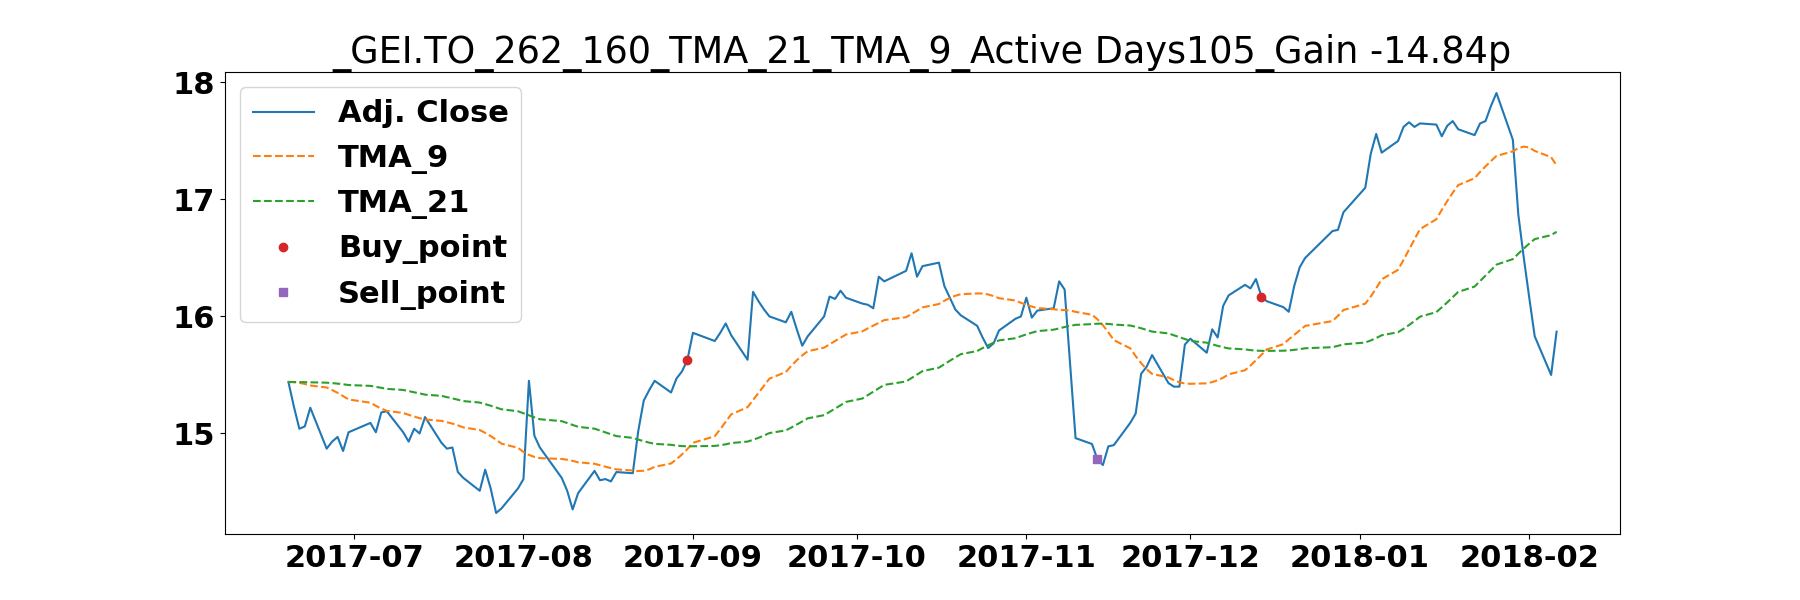 _GEI.TO_262_160_TMA_21_TMA_9_Active Days105_Gain -14.84p
18
17
16
15
Adj. Close
TMA_9
TMA_21
Buy_point
Sell_point
2017-07 2017-08 2017-09 2017-10 2017-11 2017-12 2018-01 2018-02